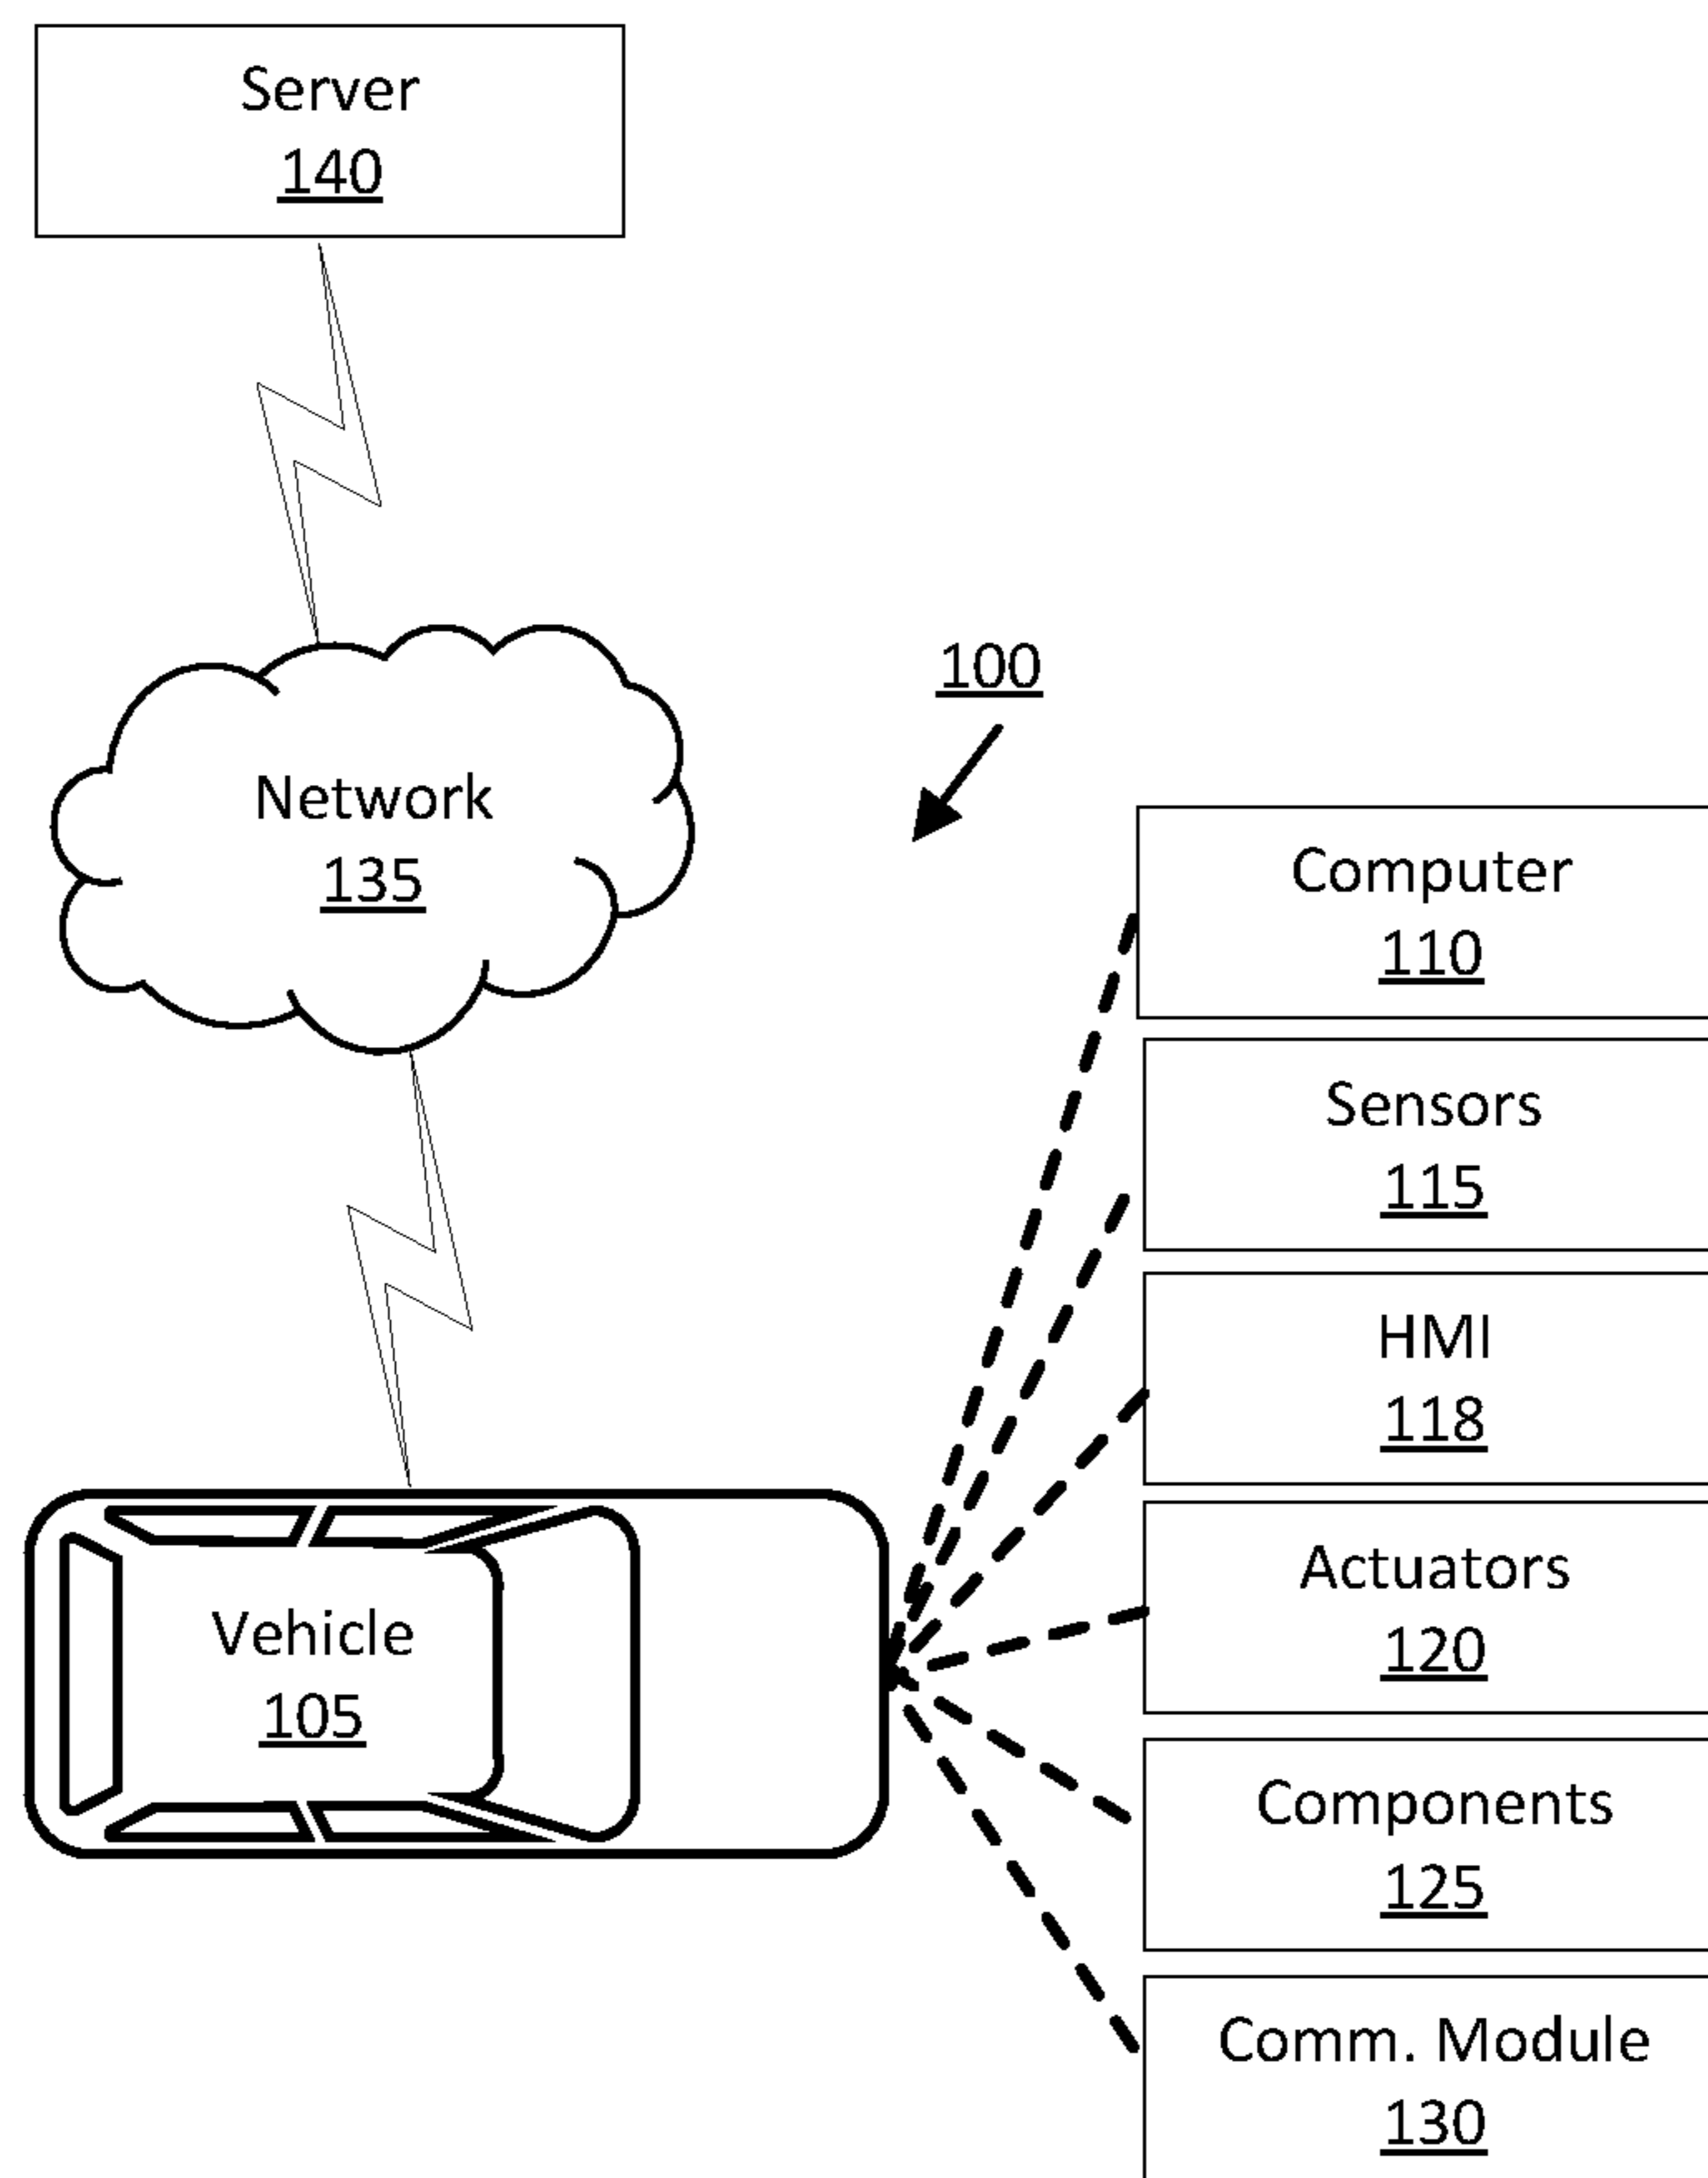 Server
140
Network
135
100
Computer
110
Sensors
115
HMI
118
Actuators
120
Components
125
Comm. Module
130
Vehicle
105